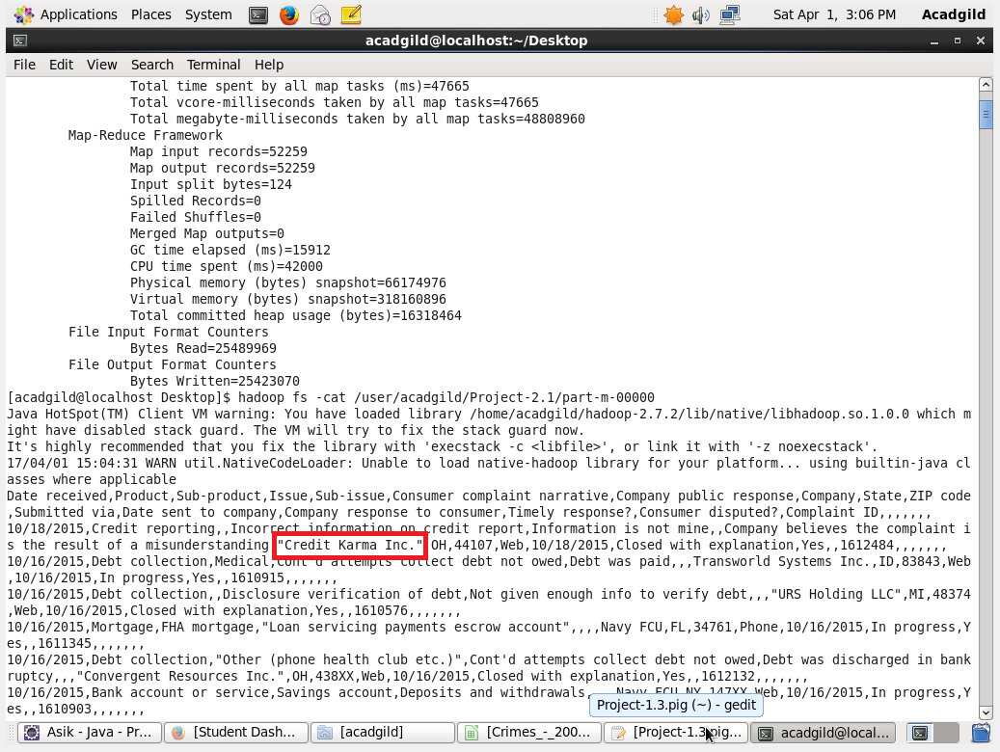 Applications Places System Sat Apr 1, 3:06 PM Acadgild
acadgild@localhost:~/Desktop
File Edit View Search Terminal Help
Total time spent by all map tasks (ms)=47665
Total vcore-milliseconds taken by all map tasks=47665
Total megabyte-milliseconds taken by all map tasks=48808960
Map-Reduce Framework
Map input records=52259
Map output records=52259
Input split bytes=124
Spilled Records=0
Failed Shuffles=0
Merged Map outputs=0
GC time elapsed (ms)=15912
CPU time spent (ms)=42000
Physical memory (bytes) snapshot=66174976
Virtual memory (bytes) snapshot=318160896
Total committed heap usage (bytes)=16318464
File Input Format Counters
Bytes Read=25489969
File Output Format Counters
Bytes Written=25423070
[acadgild@localhost Desktop]$ hadoop fs -cat /user/acadgild/Project-2.1/part-m-00000
Java HotSpot(TM) Client VM warning: You have loaded library /home/acadgild/hadoop-2.7.2/lib/native/libhadoop.so.1.0.0 which m
ight have disabled stack guard. The VM will try to fix the stack guard now.
It's highly recommended that you fix the library with 'execstack -c <libfile>', or link it with '-z noexecstack'.
17/04/01 15:04:31 WARN util.NativeCodeLoader: Unable to load native-hadoop library for your platform... using builtin-java cl
asses where applicable
Date received,Product,Sub-product,Issue,Sub-issue,Consumer complaint narrative,Company public response,Company,State,ZIP code
,Submitted via,Date sent to company,Company response to consumer,Timely response?,Consumer disputed?,Complaint ID,,,,,,,
10/18/2015,Credit reporting,,Incorrect information on credit report,Information is not mine,,Company believes the complaint i
s the result of a misunderstanding "Credit Karma Inc." OH,44107,Web,10/18/2015,Closed with explanation,Yes,,1612484,,,,,,,
10/16/2015,Debt collection,Medical,Cont'd attempts collect debt not owed,Debt was paid,,,Transworld Systems Inc.,ID,83843,Web
,10/16/2015,In progress,Yes,,1610915,,,,,,,
10/16/2015,Debt collection,,Disclosure verification of debt,Not given enough info to verify debt,,,"URS Holding LLC",MI,48374
,Web,10/16/2015,Closed with explanation,Yes,,1610576,,,,,,,
10/16/2015,Mortgage,FHA mortgage,"Loan servicing payments escrow account",,,,Navy FCU,FL,34761,Phone,10/16/2015,In progress,Y
es,,1611345,,,,,,,
10/16/2015,Debt collection,"Other (phone health club etc.)",Cont'd attempts collect debt not owed,Debt was discharged in bank
ruptcy,,,"Convergent Resources Inc.",OH,438XX,Web,10/16/2015,Closed with explanation,Yes,,1612132,,,,,,,
10/16/2015,Bank account or service,Savings account,Deposits and withdrawals,,,,Navy FCU,NY,147XX,Web,10/16/2015,In progress,Y
es,,1610903,,,,,,,
Project-1.3.pig (~) - gedit
Asik - Java - Pr... [Student Dash... [acadgild] [Crimes_-_200... [Project-1.3.pig... acadgild@local...